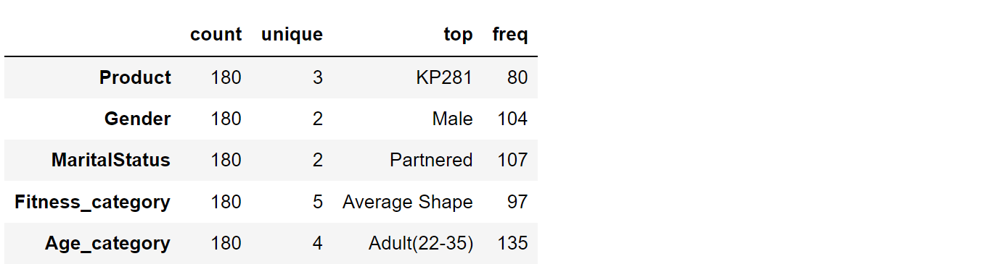 count unique top freq
Product 180 3 KP281 80
Gender 180 2 Male 104
MaritalStatus 180 2 Partnered 107
Fitness_category 180 5 Average Shape 97
Age_category 180 4 Adult(22-35) 135